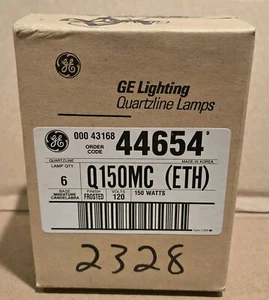 GE Lighting
Quartzline Lamps
000 43168 ORDER CODE 44654
QUARTZLINE
MADE IN KOREA
LAMP QTY
6
Q150MC (ETH)
BASE
MINIATURE
CANDELABRA
FINISH
FROSTED
VOLTS
120
150 WATTS
2328